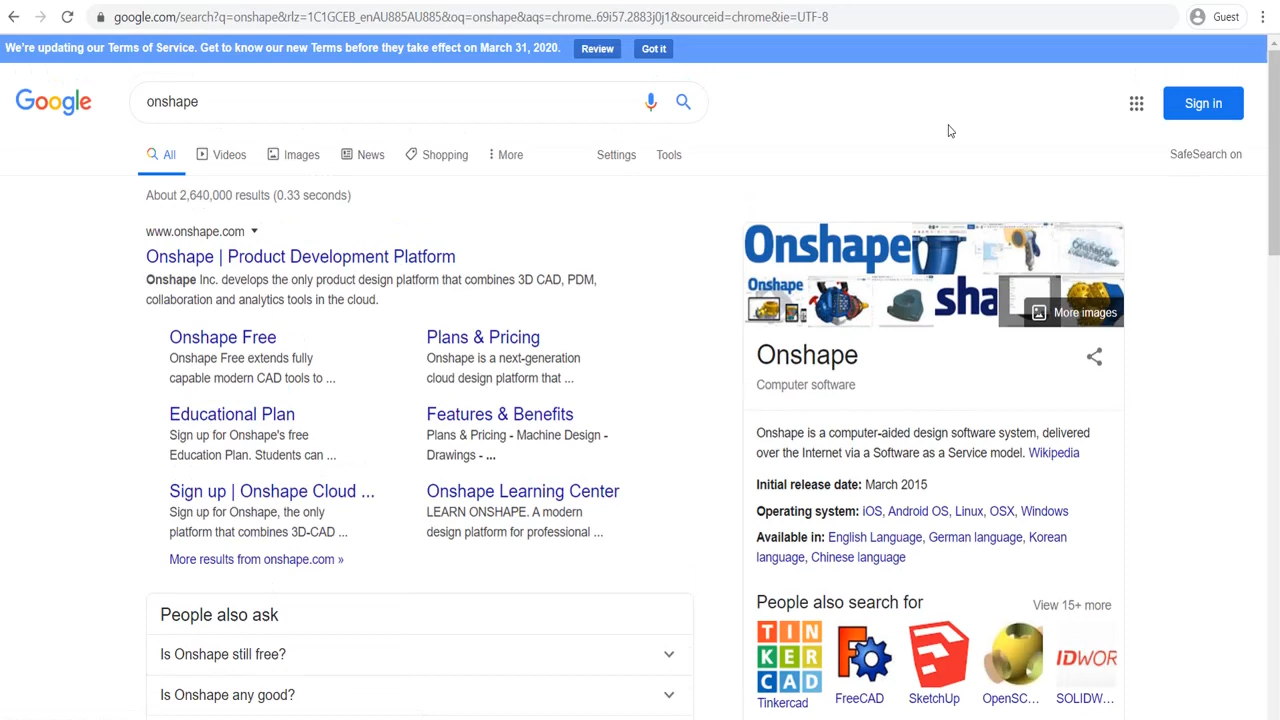 google.com/search?q=onshape&rlz=1C1GCEB_enAU885AU885&oq=onshape&aqs=chrome..69i57.2883j0j1&sourceid=chrome&ie=UTF-8
Guest
We're updating our Terms of Service. Get to know our new Terms before they take effect on March 31, 2020.
Review
Got it
Google
onshape
Sign in
All
Videos
Images
News
Shopping
More
Settings
Tools
SafeSearch on
About 2,640,000 results (0.33 seconds)
www.onshape.com
Onshape | Product Development Platform
Onshape Inc. develops the only product design platform that combines 3D CAD, PDM,
collaboration and analytics tools in the cloud.
Onshape Free
Onshape Free extends fully
capable modern CAD tools to ...
Plans & Pricing
Onshape is a next-generation
cloud design platform that ...
Educational Plan
Sign up for Onshape's free
Education Plan. Students can ...
Features & Benefits
Plans & Pricing - Machine Design -
Drawings - ...
Sign up | Onshape Cloud ...
Sign up for Onshape, the only
platform that combines 3D-CAD ...
Onshape Learning Center
LEARN ONSHAPE. A modern
design platform for professional ...
More results from onshape.com »
People also ask
Is Onshape still free?
Is Onshape any good?
Onshape
Onshape
Onshape
sha
More images
Onshape
Computer software
Onshape is a computer-aided design software system, delivered
over the Internet via a Software as a Service model. Wikipedia
Initial release date: March 2015
Operating system: iOS, Android OS, Linux, OSX, Windows
Available in: English Language, German language, Korean
language, Chinese language
People also search for
View 15+ more
TIN
KER
CAD
IDWOR
Tinkercad
FreeCAD
SketchUp
OpenSC...
SOLIDW...